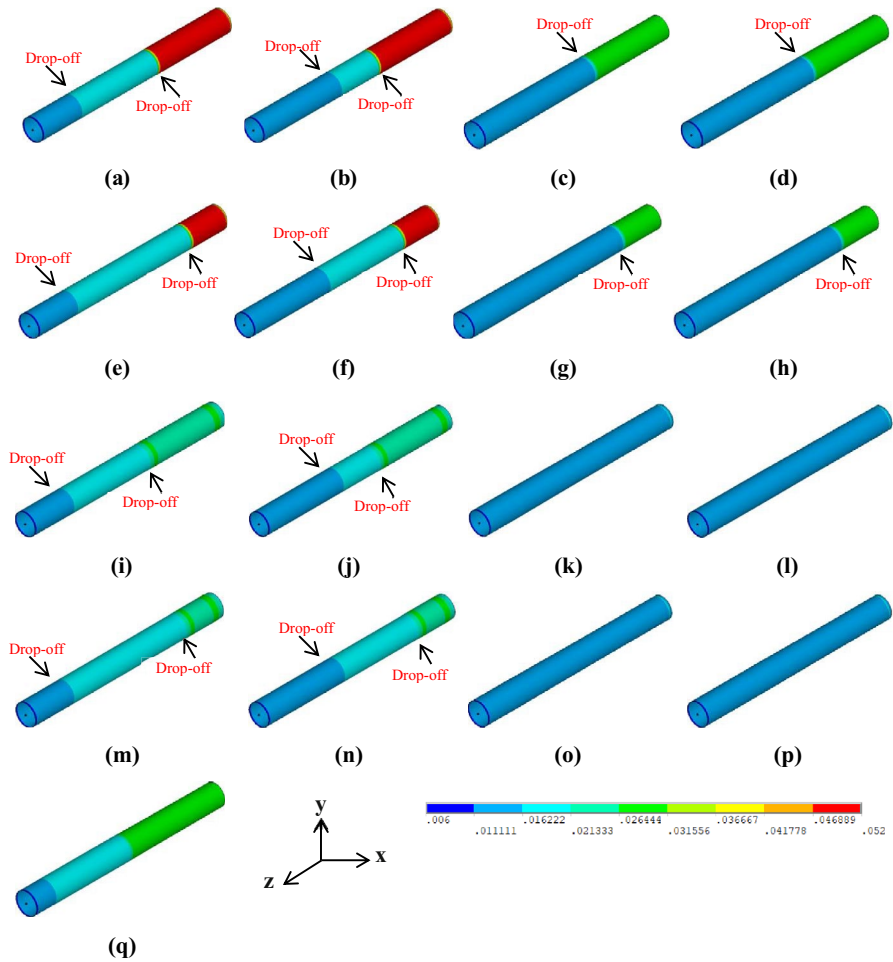 Drop-off
Drop-off
Drop-off
Drop-off
Drop-off
Drop-off
(a) (b) (c) (d)
Drop-off
Drop-off
Drop-off
Drop-off
Drop-off
Drop-off
(e) (f) (g) (h)
Drop-off
Drop-off
Drop-off
Drop-off
(i) (j) (k) (l)
Drop-off
Drop-off
Drop-off
Drop-off
(m) (n) (o) (p)
y
x
z
.006 .016222 .026444 .036667 .046889
.011111 .021333 .031556 .041778 .052
(q)